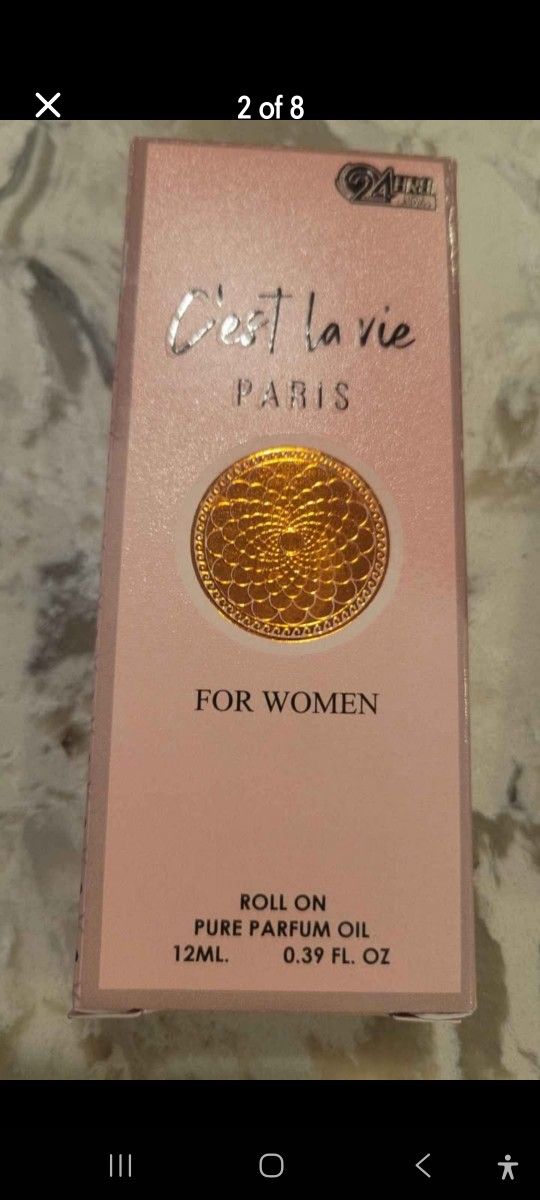 2 of 8
24
C'est la vie
PARIS
FOR WOMEN
ROLL ON
PURE PARFUM OIL
12ML. 0.39 FL. OZ